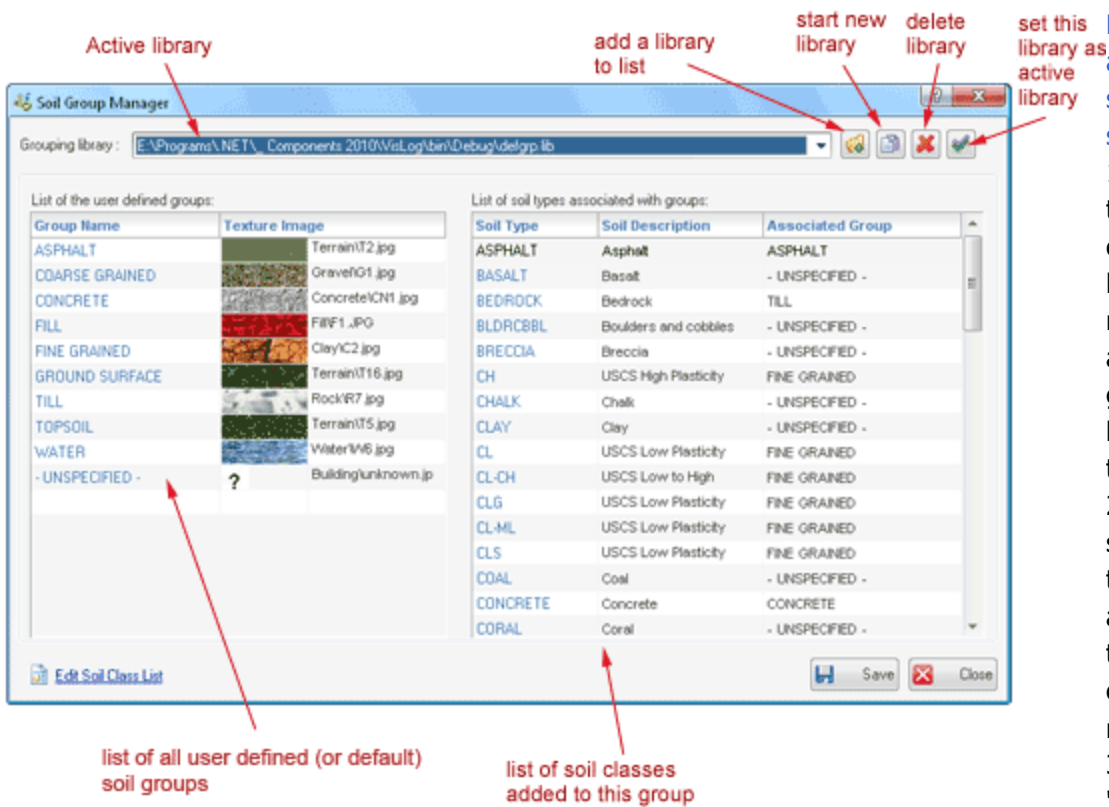 Active library
add a library
to list
start new
library
delete
library
set this
library as
active
library
Soil Group Manager
Grouping library :
E:\Programs\.NET\_ Components 2010\VisLog\bin\Debug\defgrp.lib
List of the user defined groups:
Group Name Texture Image
ASPHALT Terrain\T2.jpg
COARSE GRAINED Gravel\G1.jpg
CONCRETE Concrete\CN1.jpg
FILL Fill\F1.JPG
FINE GRAINED Clay\C2.jpg
GROUND SURFACE Terrain\T16.jpg
TILL Rock\R7.jpg
TOPSOIL Terrain\T5.jpg
WATER Water\W6.jpg
- UNSPECIFIED - ? Building\unknown.jp
List of soil types associated with groups:
Soil Type Soil Description Associated Group
ASPHALT Asphalt ASPHALT
BASALT Basalt - UNSPECIFIED -
BEDROCK Bedrock TILL
BLDRCBBL Boulders and cobbles - UNSPECIFIED -
BRECCIA Breccia - UNSPECIFIED -
CH USCS High Plasticity FINE GRAINED
CHALK Chalk - UNSPECIFIED -
CLAY Clay - UNSPECIFIED -
CL USCS Low Plasticity FINE GRAINED
CL-CH USCS Low to High FINE GRAINED
CLG USCS Low Plasticity FINE GRAINED
CL-ML USCS Low Plasticity FINE GRAINED
CLS USCS Low Plasticity FINE GRAINED
COAL Coal - UNSPECIFIED -
CONCRETE Concrete CONCRETE
CORAL Coral - UNSPECIFIED -
Edit Soil Class List
Save
Close
list of all user defined (or default)
soil groups
list of soil classes
added to this group